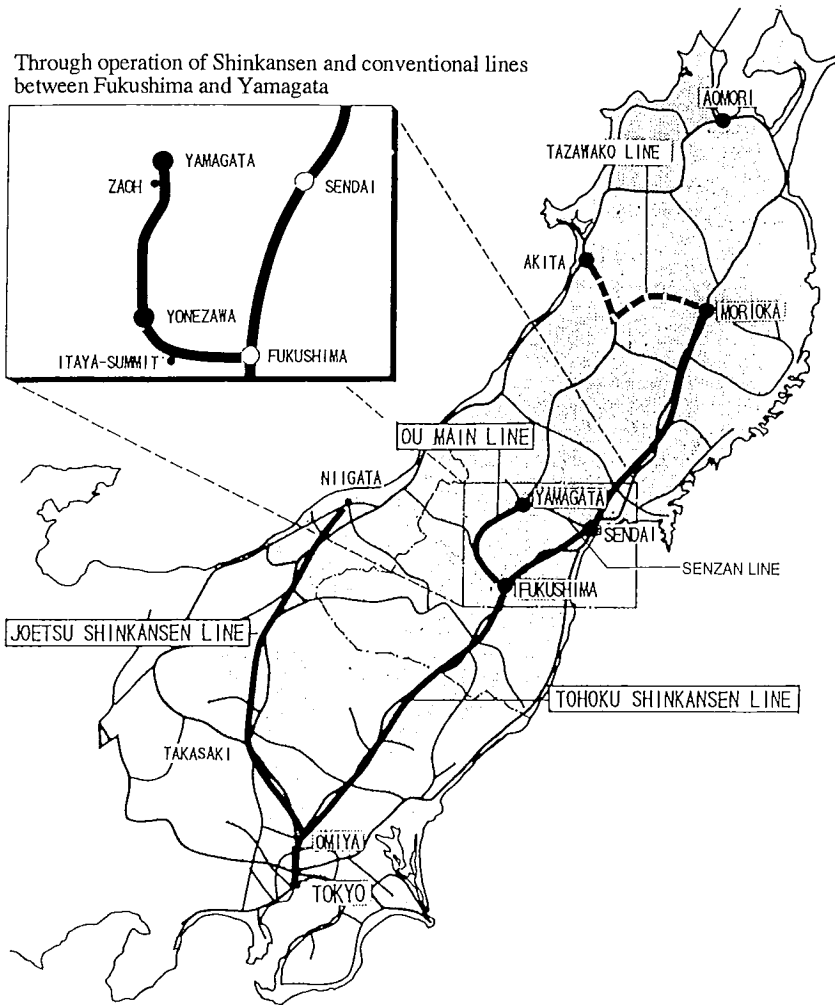 Through operation of Shinkansen and conventional lines
between Fukushima and Yamagata
YAMAGATA
ZAOH
SENDAI
YONEZAWA
ITAYA-SUMMIT
FUKUSHIMA
AOMORI
TAZAWAKO LINE
AKITA
MORIOKA
OU MAIN LINE
NIIGATA
YAMAGATA
SENDAI
SENZAN LINE
FUKUSHIMA
JOETSU SHINKANSEN LINE
TOHOKU SHINKANSEN LINE
TAKASAKI
OMIYA
TOKYO